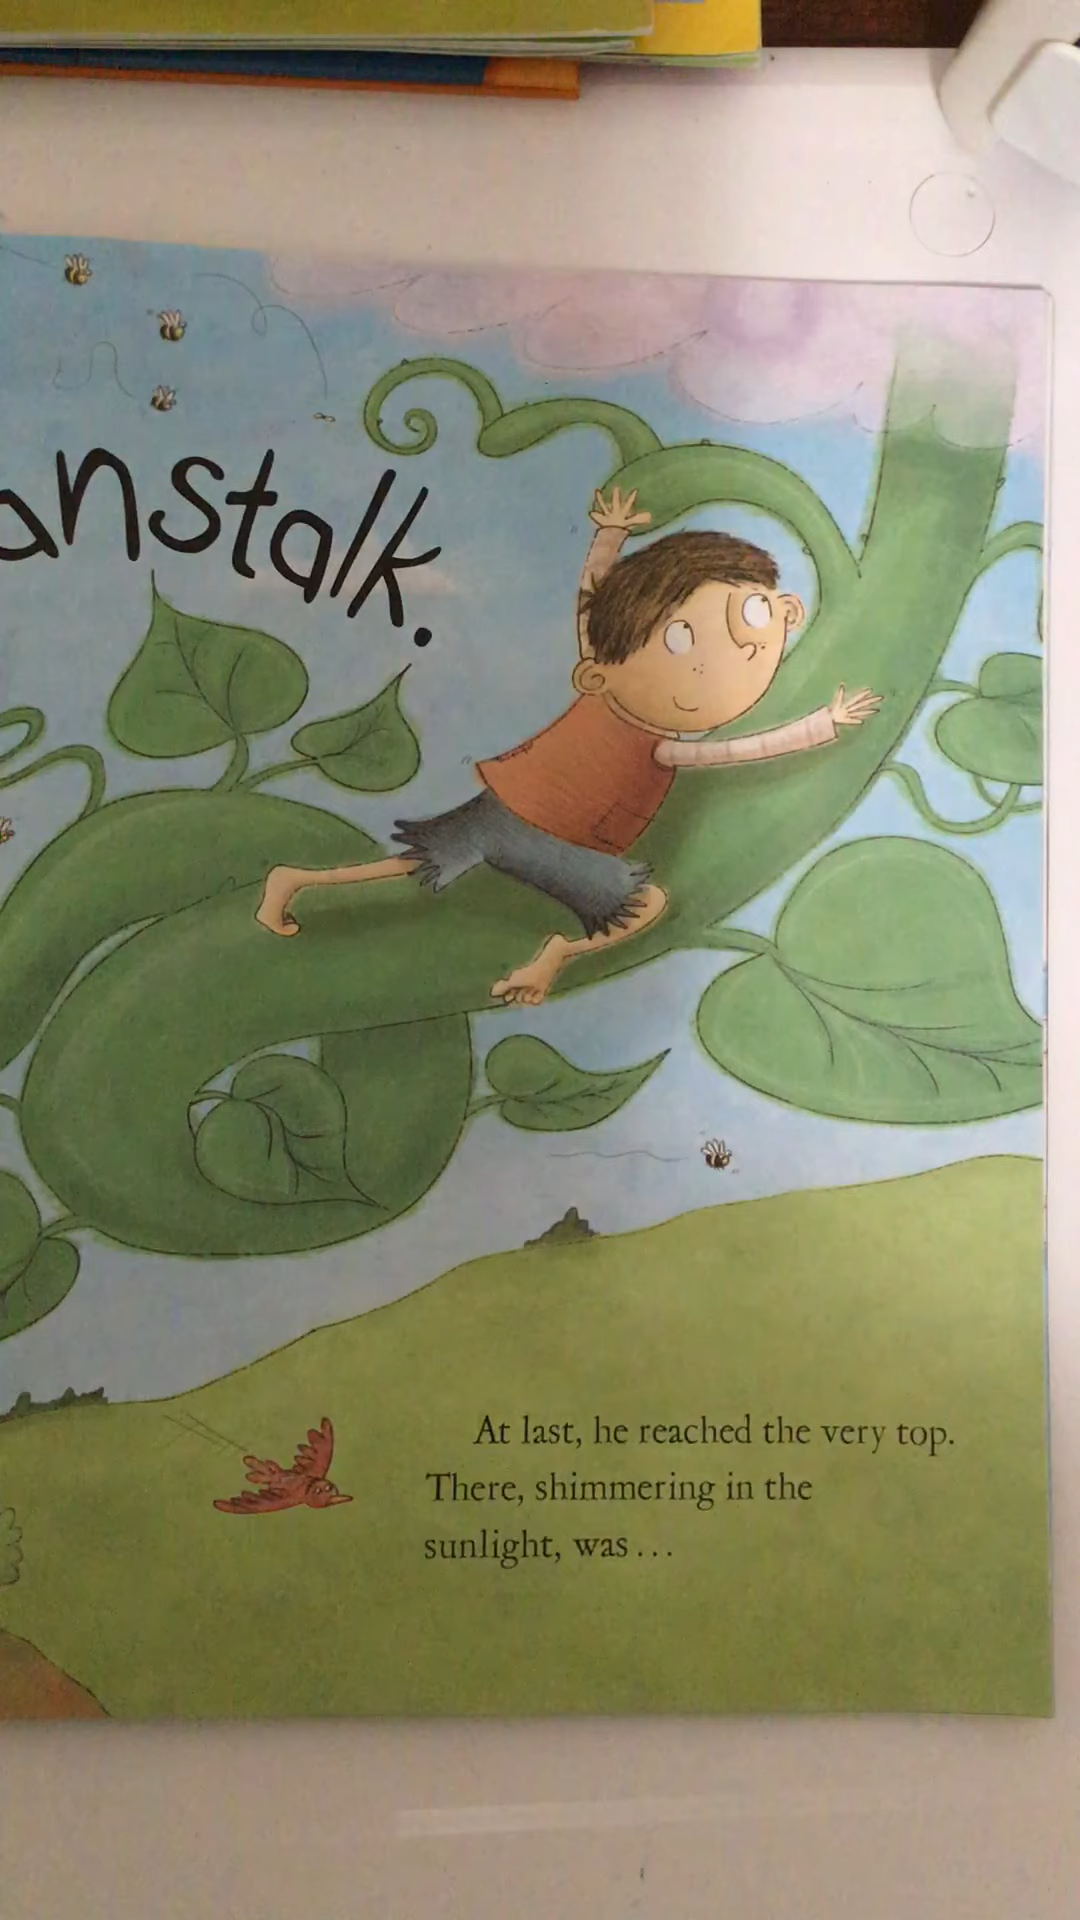 anstalk.
At last, he reached the very top.
There, shimmering in the
sunlight, was...